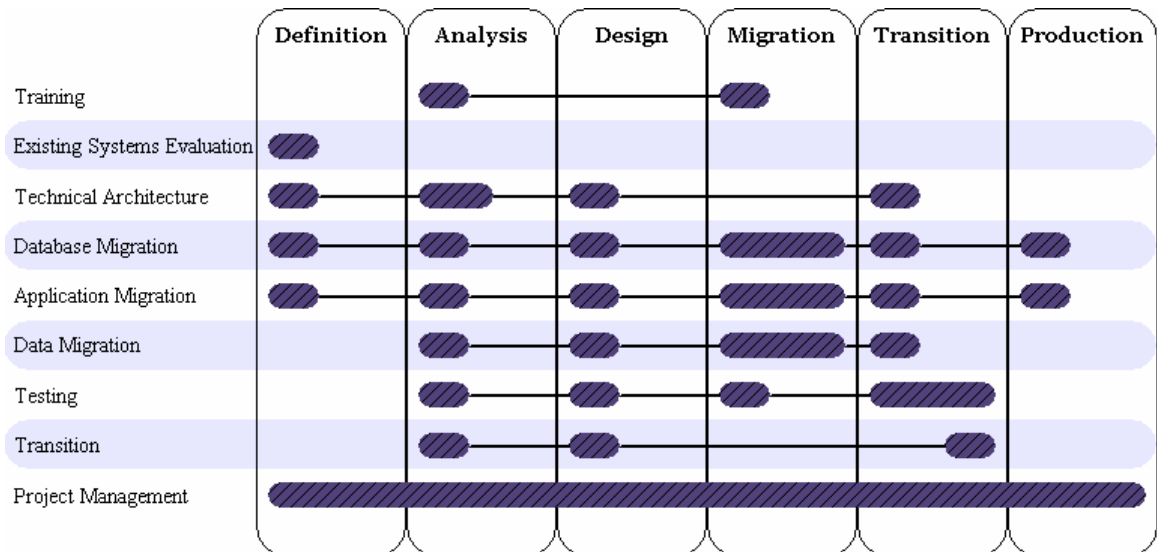 Definition Analysis Design Migration Transition Production
Training
Existing Systems Evaluation
Technical Architecture
Database Migration
Application Migration
Data Migration
Testing
Transition
Project Management